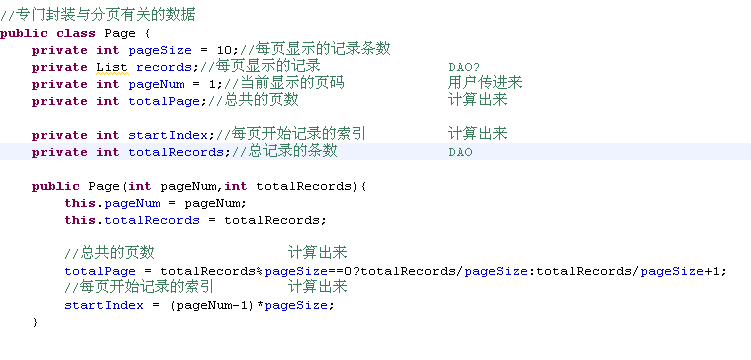 //专门封装与分页有关的数据
public class Page {
    private int pageSize = 10;//每页显示的记录条数
    private List records;//每页显示的记录                DAO?
    private int pageNum = 1;//当前显示的页码             用户传进来
    private int totalPage;//总共的页数                   计算出来
    private int startIndex;//每页开始记录的索引          计算出来
    private int totalRecords;//总记录的条数              DAO
    public Page(int pageNum,int totalRecords){
        this.pageNum = pageNum;
        this.totalRecords = totalRecords;
        //总共的页数                 计算出来
        totalPage = totalRecords%pageSize==0?totalRecords/pageSize:totalRecords/pageSize+1;
        //每页开始记录的索引         计算出来
        startIndex = (pageNum-1)*pageSize;
    }